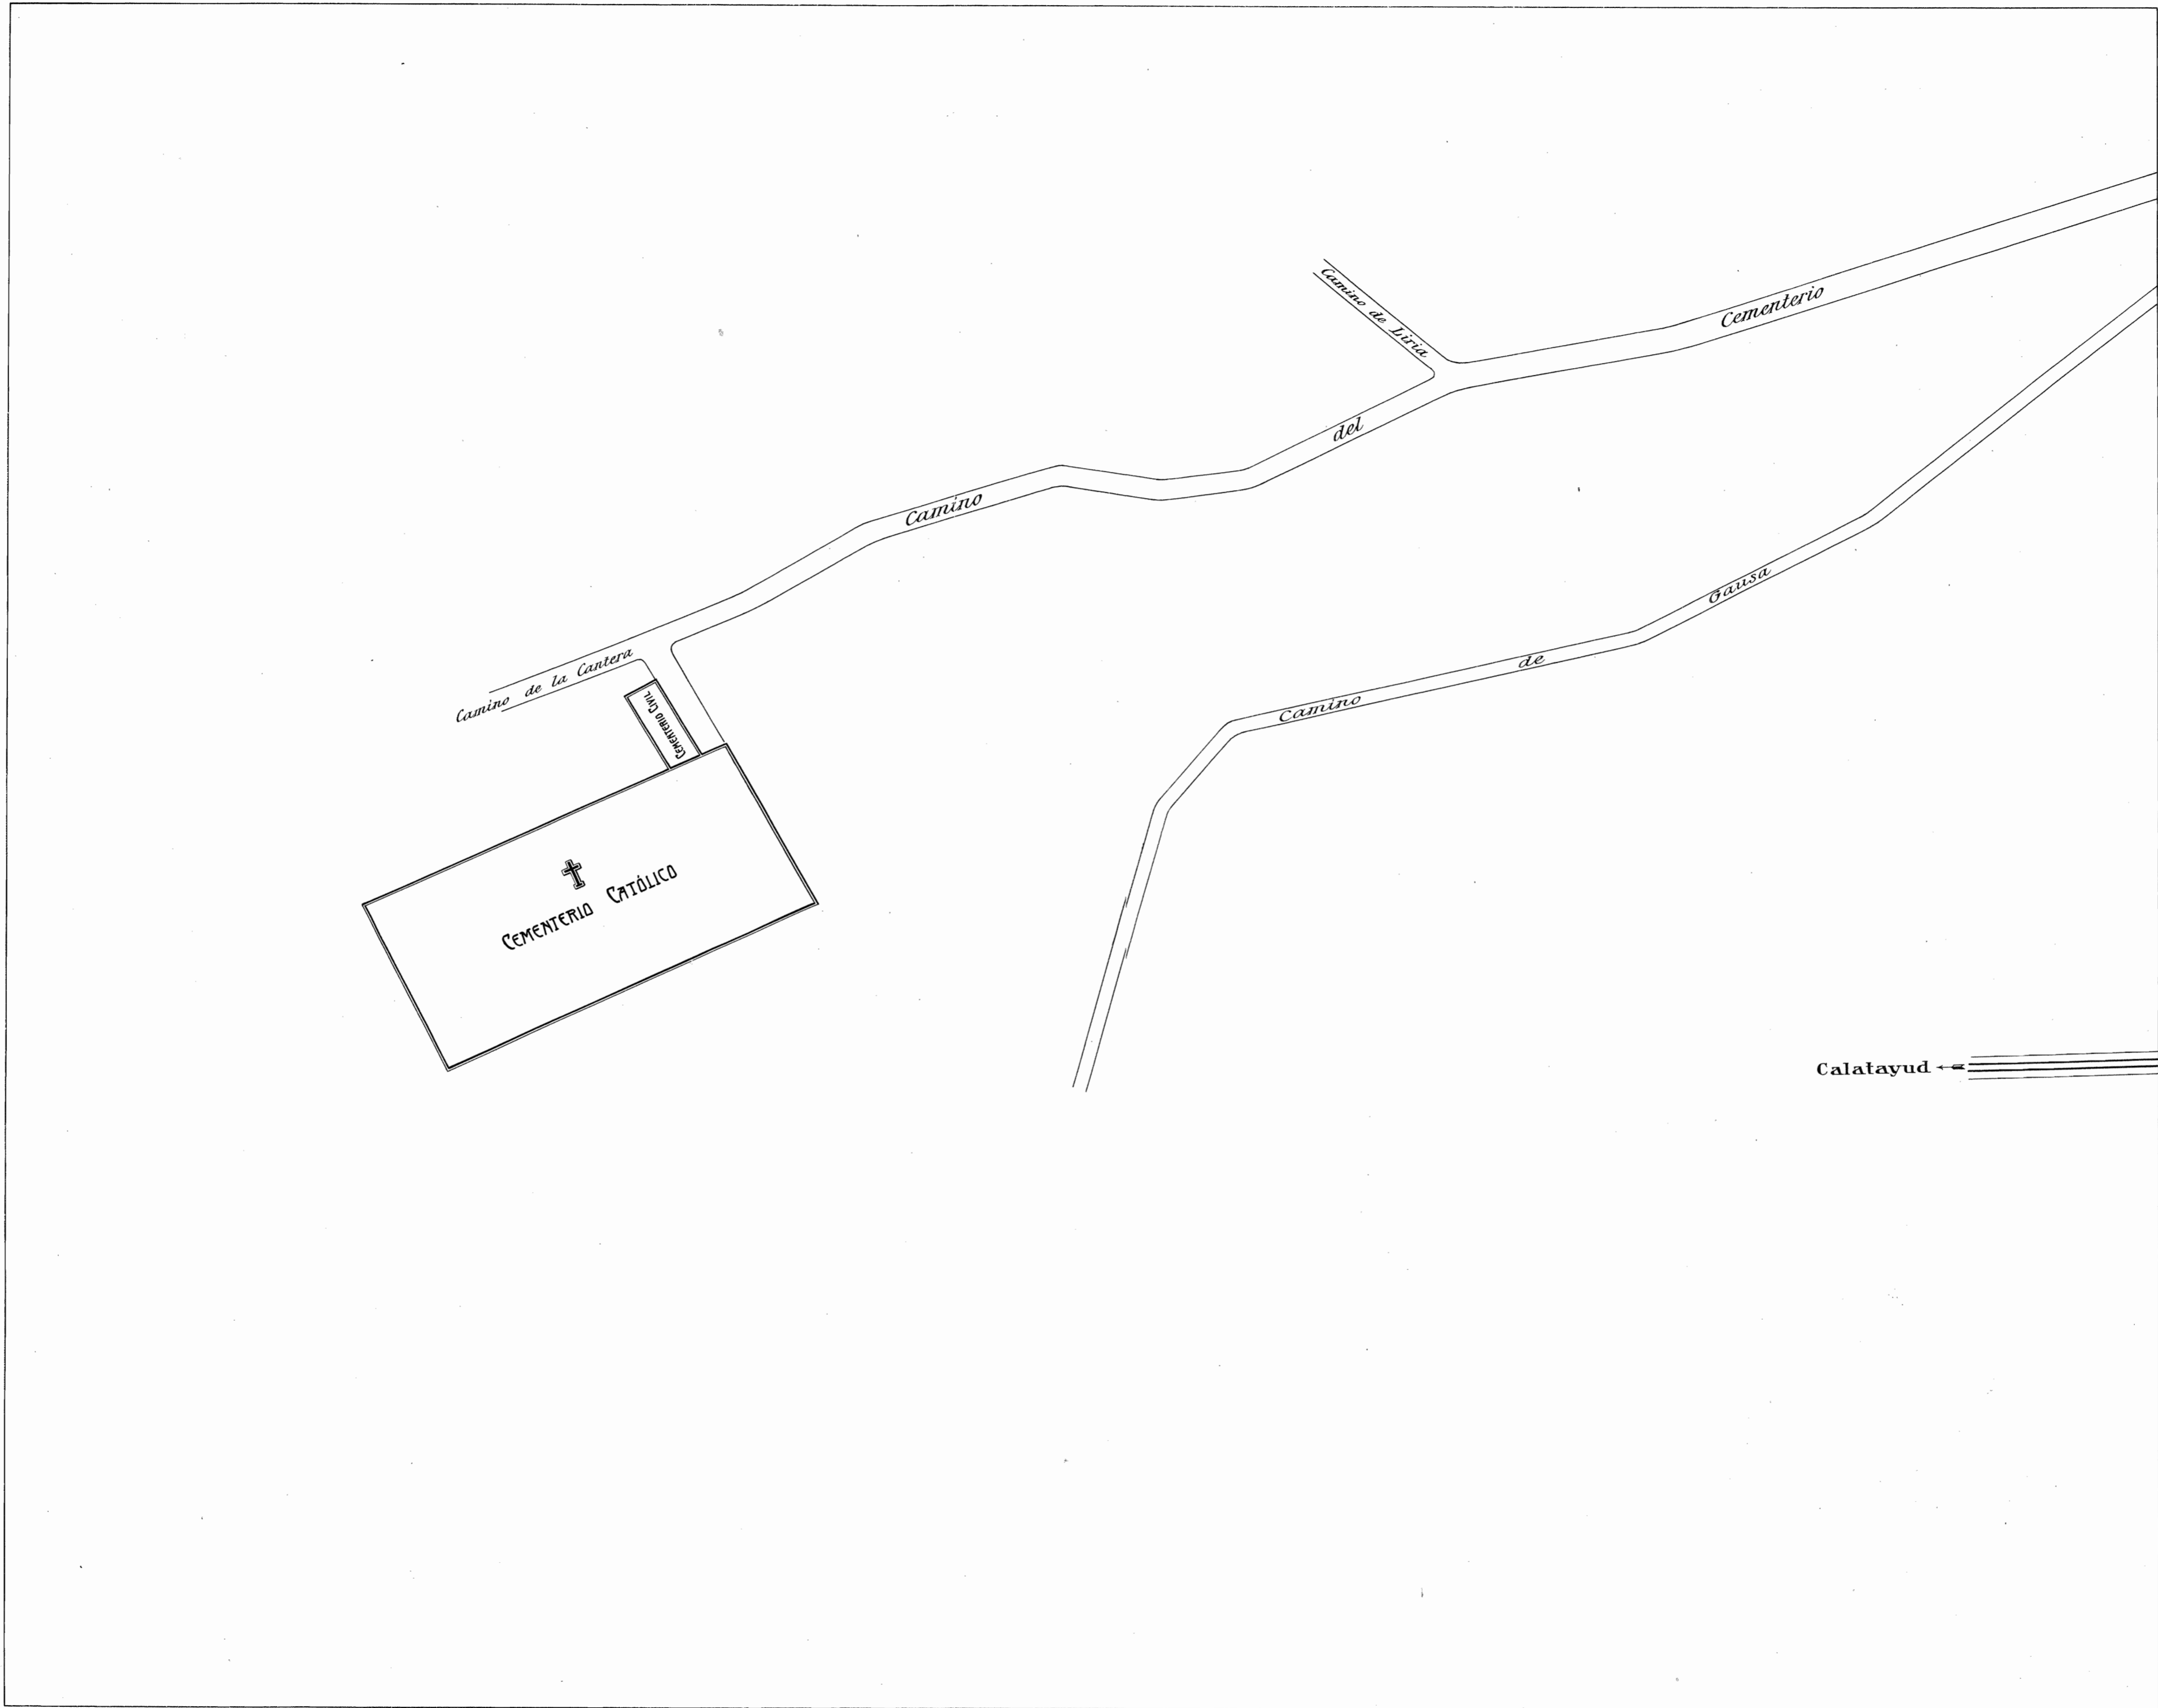 Camino de Liria
Camino del Cementerio
Camino de Gausa
Camino de la Cantera
CEMENTERIO CIVIL
CEMENTERIO CATÓLICO
Calatayud